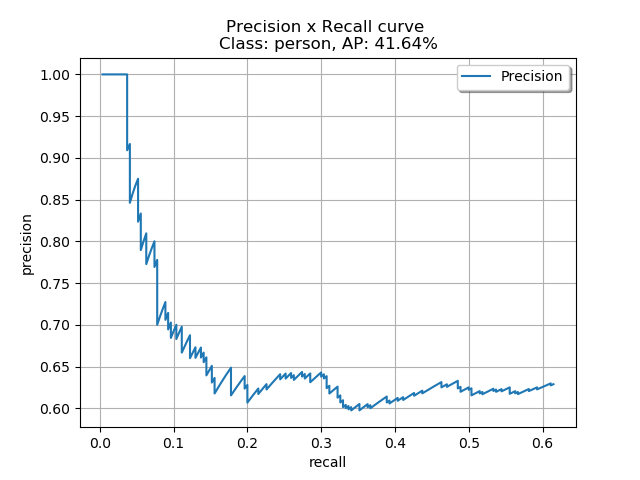 Precision x Recall curve
Class: person, AP: 41.64%
Precision
1.00
0.95
0.90
0.85
0.80
0.75
0.70
0.65
0.60
precision
0.0 0.1 0.2 0.3 0.4 0.5 0.6
recall